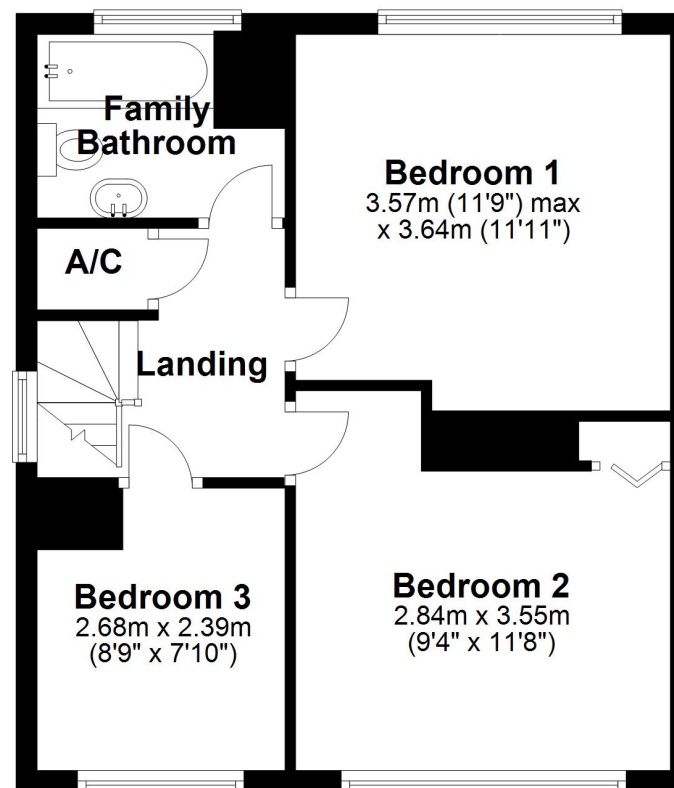 Family
Bathroom
Bedroom 1
3.57m (11'9") max
x 3.64m (11'11")
A/C
Landing
Bedroom 3
2.68m x 2.39m
(8'9" x 7'10")
Bedroom 2
2.84m x 3.55m
(9'4" x 11'8")